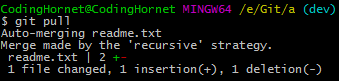 CodingHornet@CodingHornet MINGW64 /e/Git/a (dev)
$ git pull
Auto-merging readme.txt
Merge made by the 'recursive' strategy.
 readme.txt | 2 +-
 1 file changed, 1 insertion(+), 1 deletion(-)